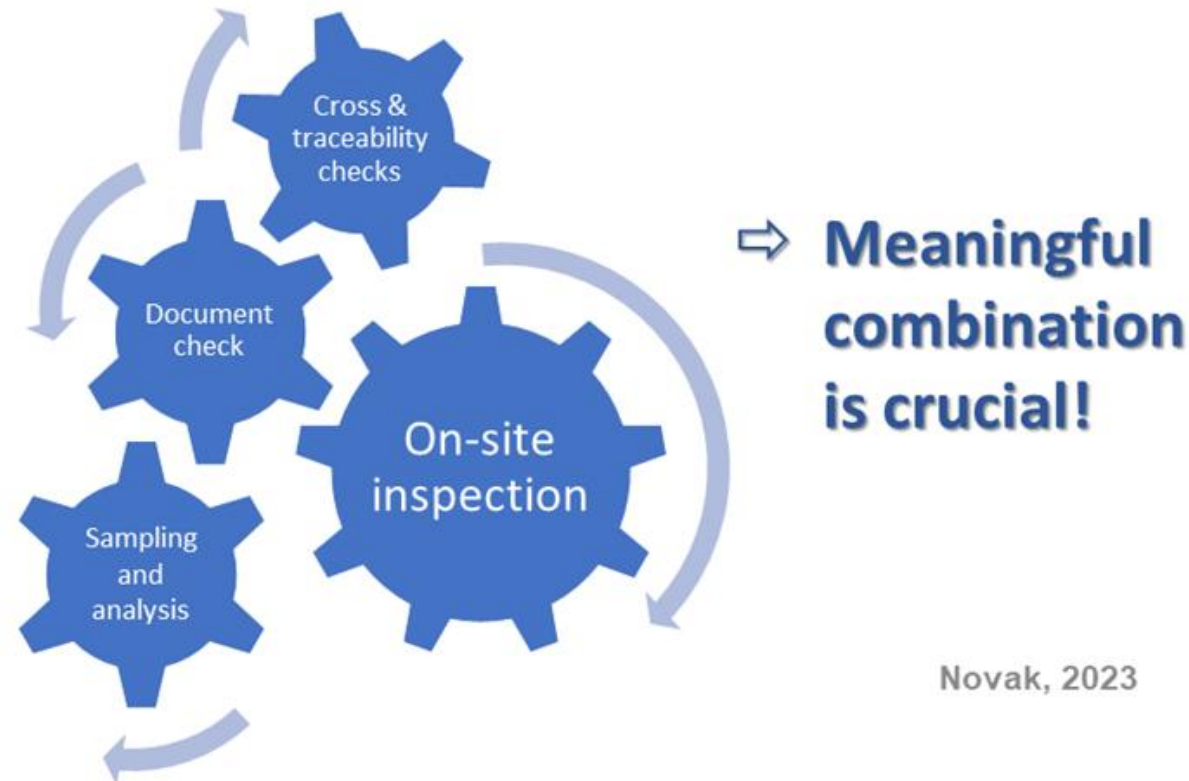 Cross &
traceability
checks
Document
check
On-site
inspection
Sampling
and
analysis
⇨ Meaningful
combination
is crucial!
Novak, 2023